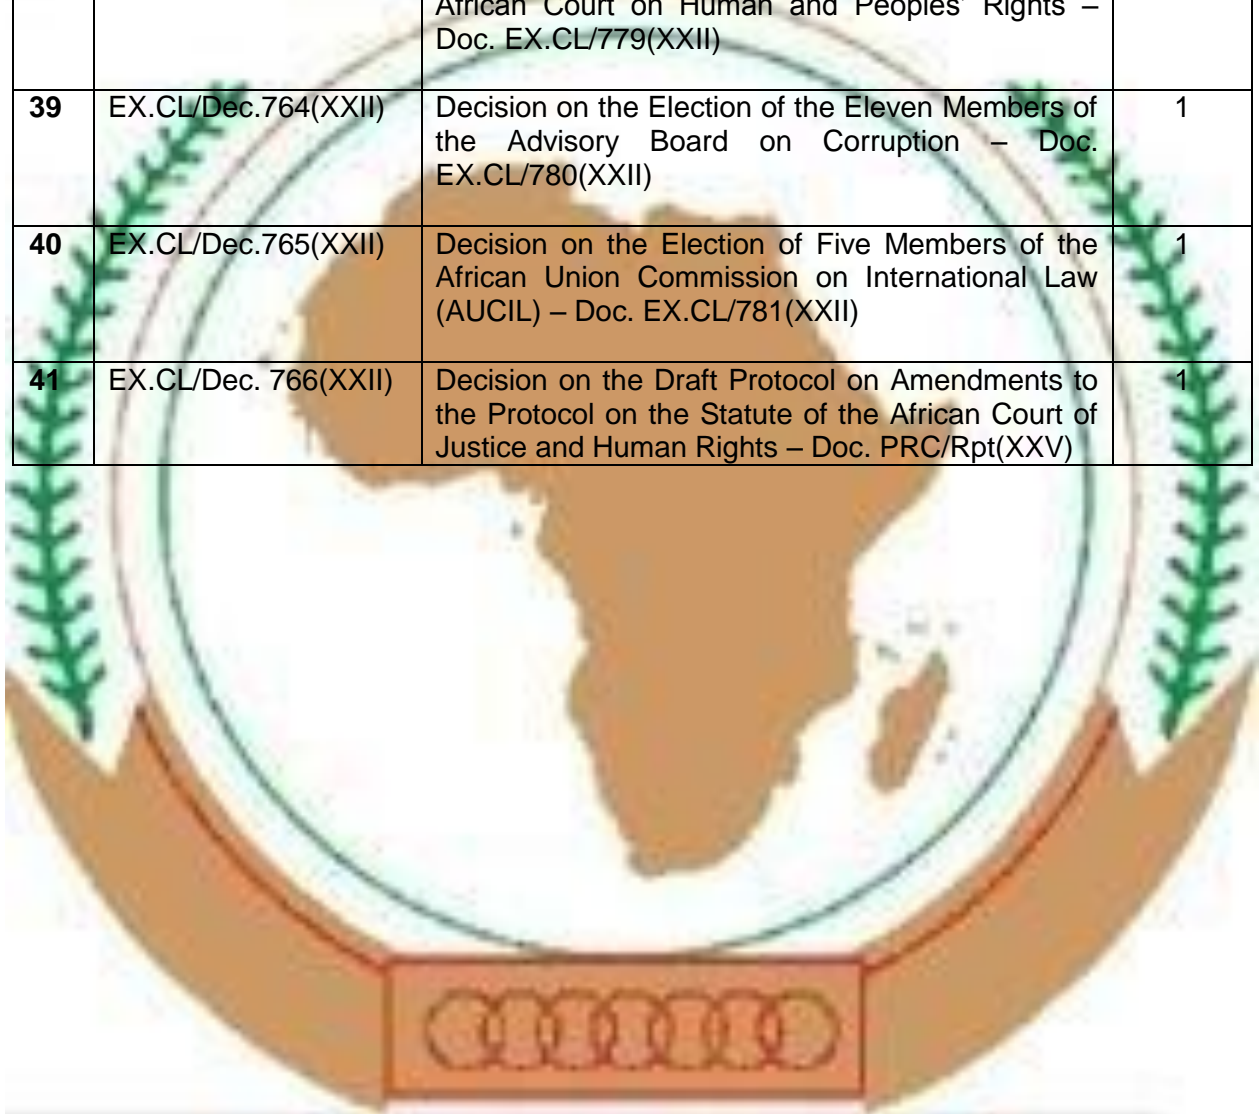 African Court on Human and Peoples' Rights –
Doc. EX.CL/779(XXII)
39 EX.CL/Dec.764(XXII) Decision on the Election of the Eleven Members of 1
the Advisory Board on Corruption – Doc.
EX.CL/780(XXII)
40 EX.CL/Dec.765(XXII) Decision on the Election of Five Members of the 1
African Union Commission on International Law
(AUCIL) – Doc. EX.CL/781(XXII)
41 EX.CL/Dec. 766(XXII) Decision on the Draft Protocol on Amendments to 1
the Protocol on the Statute of the African Court of
Justice and Human Rights – Doc. PRC/Rpt(XXV)